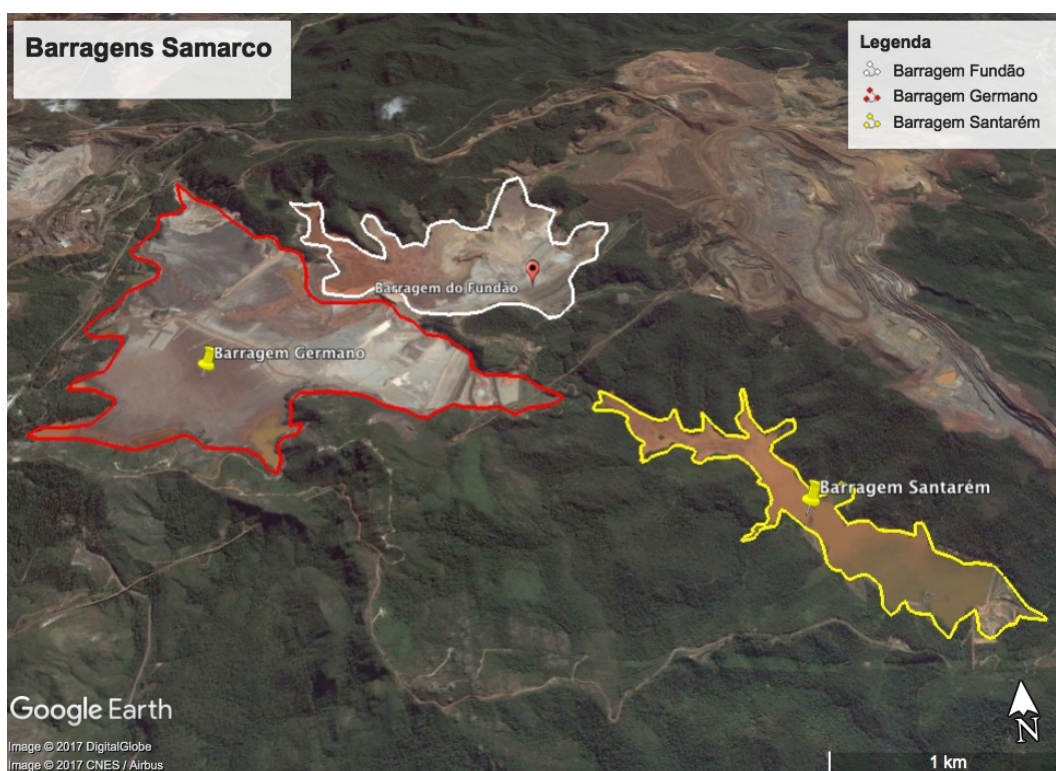 Barragens Samarco
Legenda
Barragem Fundão
Barragem Germano
Barragem Santarém
Barragem do Fundão
Barragem Germano
Barragem Santarém
Google Earth
N
Image © 2017 DigitalGlobe
Image © 2017 CNES / Airbus
1 km